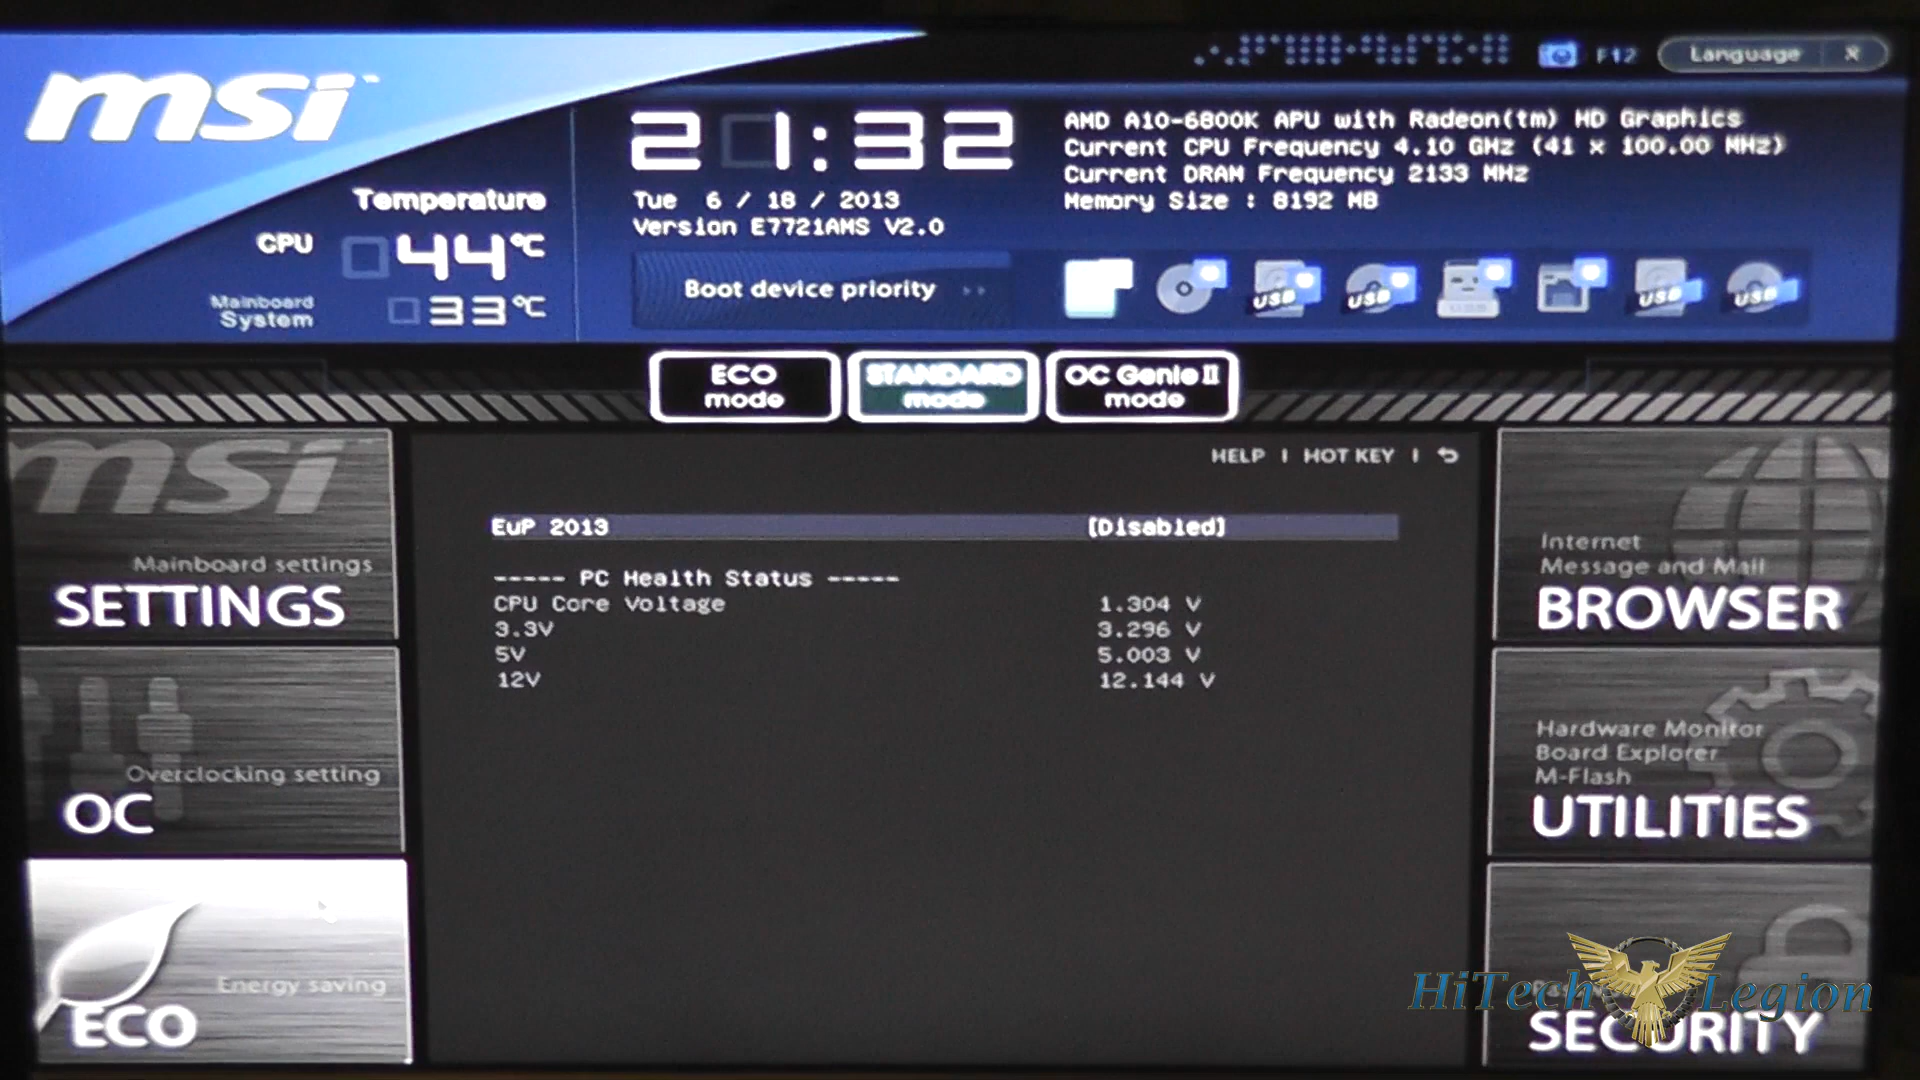 msi™
F12
Language X
21:32
Tue 6 / 18 / 2013
Version E7721AMS V2.0
AMD A10-6800K APU with Radeon(tm) HD Graphics
Current CPU Frequency 4.10 GHz (41 x 100.00 MHz)
Current DRAM Frequency 2133 MHz
Memory Size : 8192 MB
Temperature
CPU 44°C
Mainboard
System 33°C
Boot device priority
USB
USB
USB
USB
ECO
mode
STANDARD
mode
OC Genie II
mode
HELP | HOT KEY |
msi
Mainboard settings
SETTINGS
Overclocking setting
OC
Energy saving
ECO
EuP 2013 [Disabled]
----- PC Health Status -----
CPU Core Voltage 1.304 V
3.3V 3.296 V
5V 5.003 V
12V 12.144 V
Internet
Message and Mail
BROWSER
Hardware Monitor
Board Explorer
M-Flash
UTILITIES
SECURITY
HiTech Legion